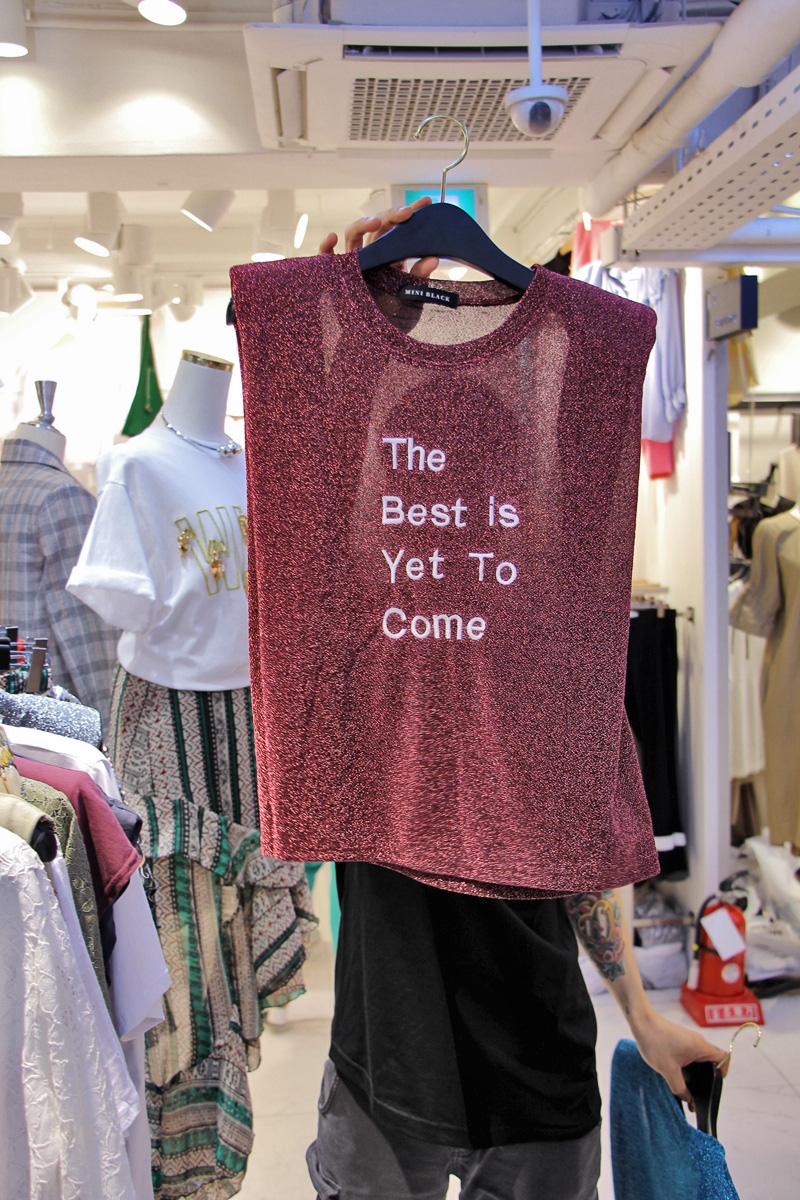 MINI BLACK
The
Best is
Yet To
Come